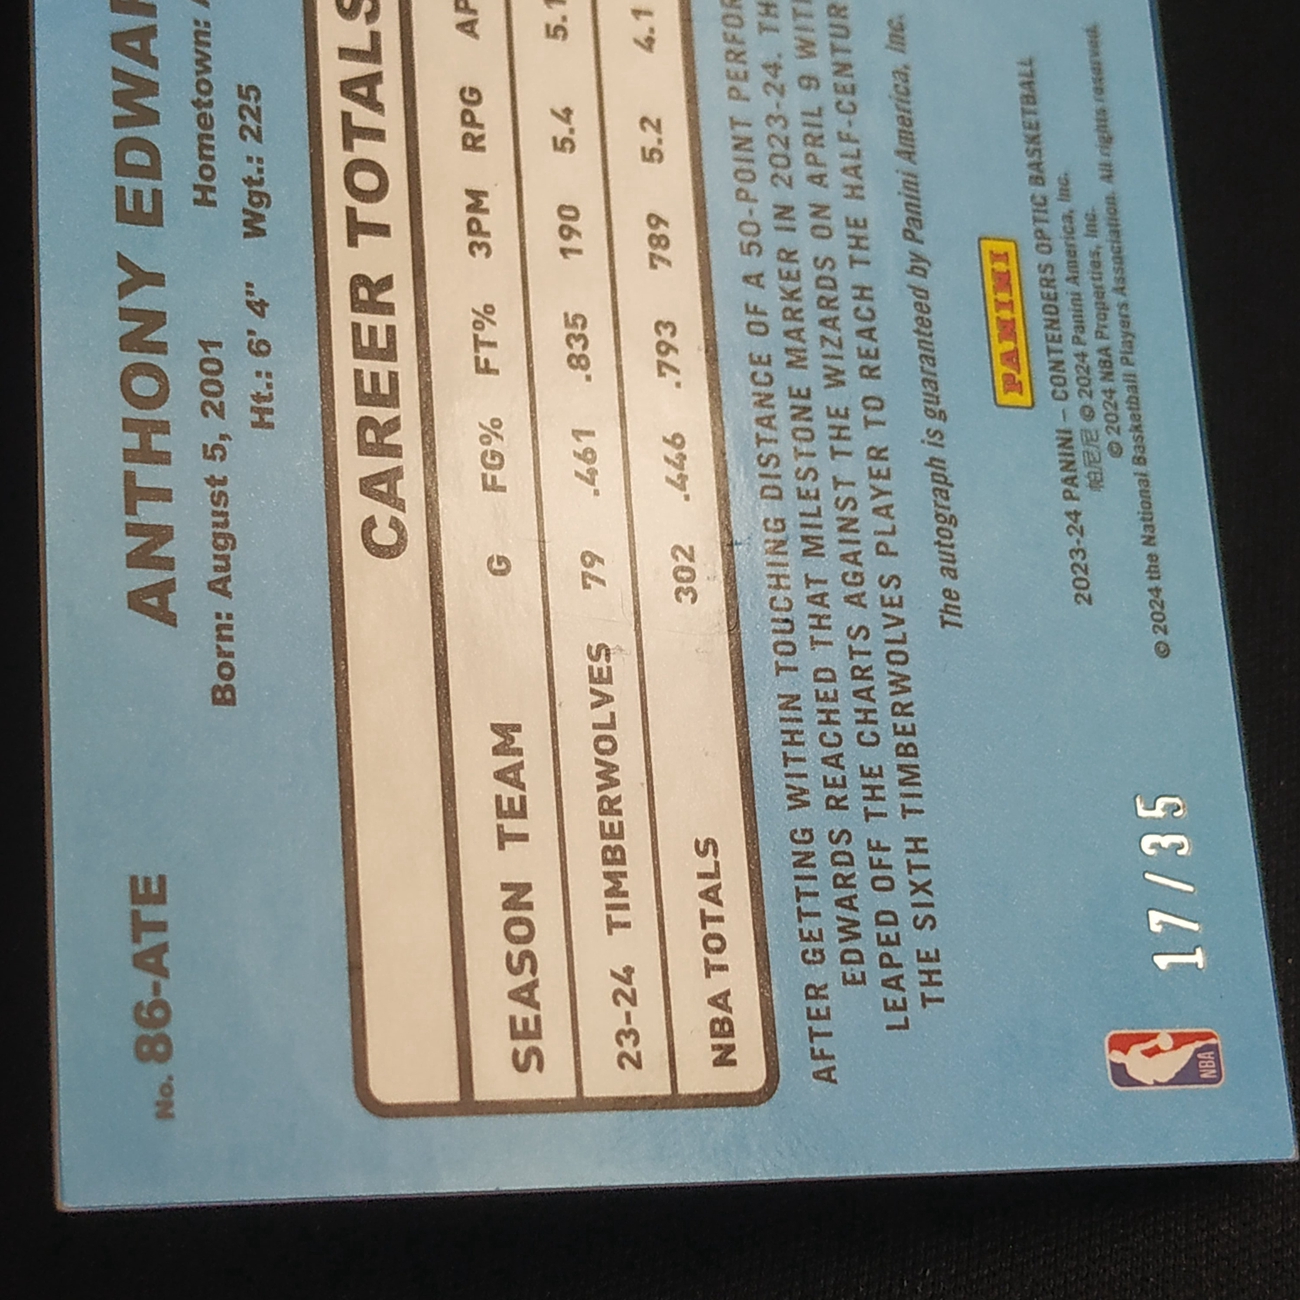 No. 86-ATE
ANTHONY EDWAR
Born: August 5, 2001 Hometown: A
Ht.: 6' 4" Wgt.: 225
CAREER TOTALS
SEASON TEAM G FG% FT% 3PM RPG AP
23-24 TIMBERWOLVES 79 .461 .835 190 5.4 5.1
NBA TOTALS 302 .446 .793 789 5.2 4.1
AFTER GETTING WITHIN TOUCHING DISTANCE OF A 50-POINT PERFOR
EDWARDS REACHED THAT MILESTONE MARKER IN 2023-24. TH
LEAPED OFF THE CHARTS AGAINST THE WIZARDS ON APRIL 9 WITH
THE SIXTH TIMBERWOLVES PLAYER TO REACH THE HALF-CENTUR
The autograph is guaranteed by Panini America, Inc.
PANINI
2023-24 PANINI – CONTENDERS OPTIC BASKETBALL
帕尼尼 © 2024 Panini America, Inc.
© 2024 NBA Properties, Inc.
© 2024 the National Basketball Players Association. All rights reserved.
17/35
NBA